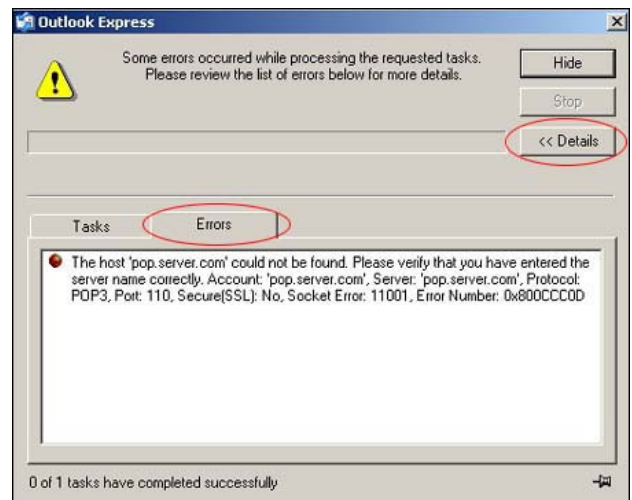 Outlook Express
Some errors occurred while processing the requested tasks.
Please review the list of errors below for more details.
Hide
Stop
<< Details
Tasks
Errors
The host 'pop.server.com' could not be found. Please verify that you have entered the
server name correctly. Account: 'pop.server.com', Server: 'pop.server.com', Protocol:
POP3, Port: 110, Secure(SSL): No, Socket Error: 11001, Error Number: 0x800CCC0D
0 of 1 tasks have completed successfully